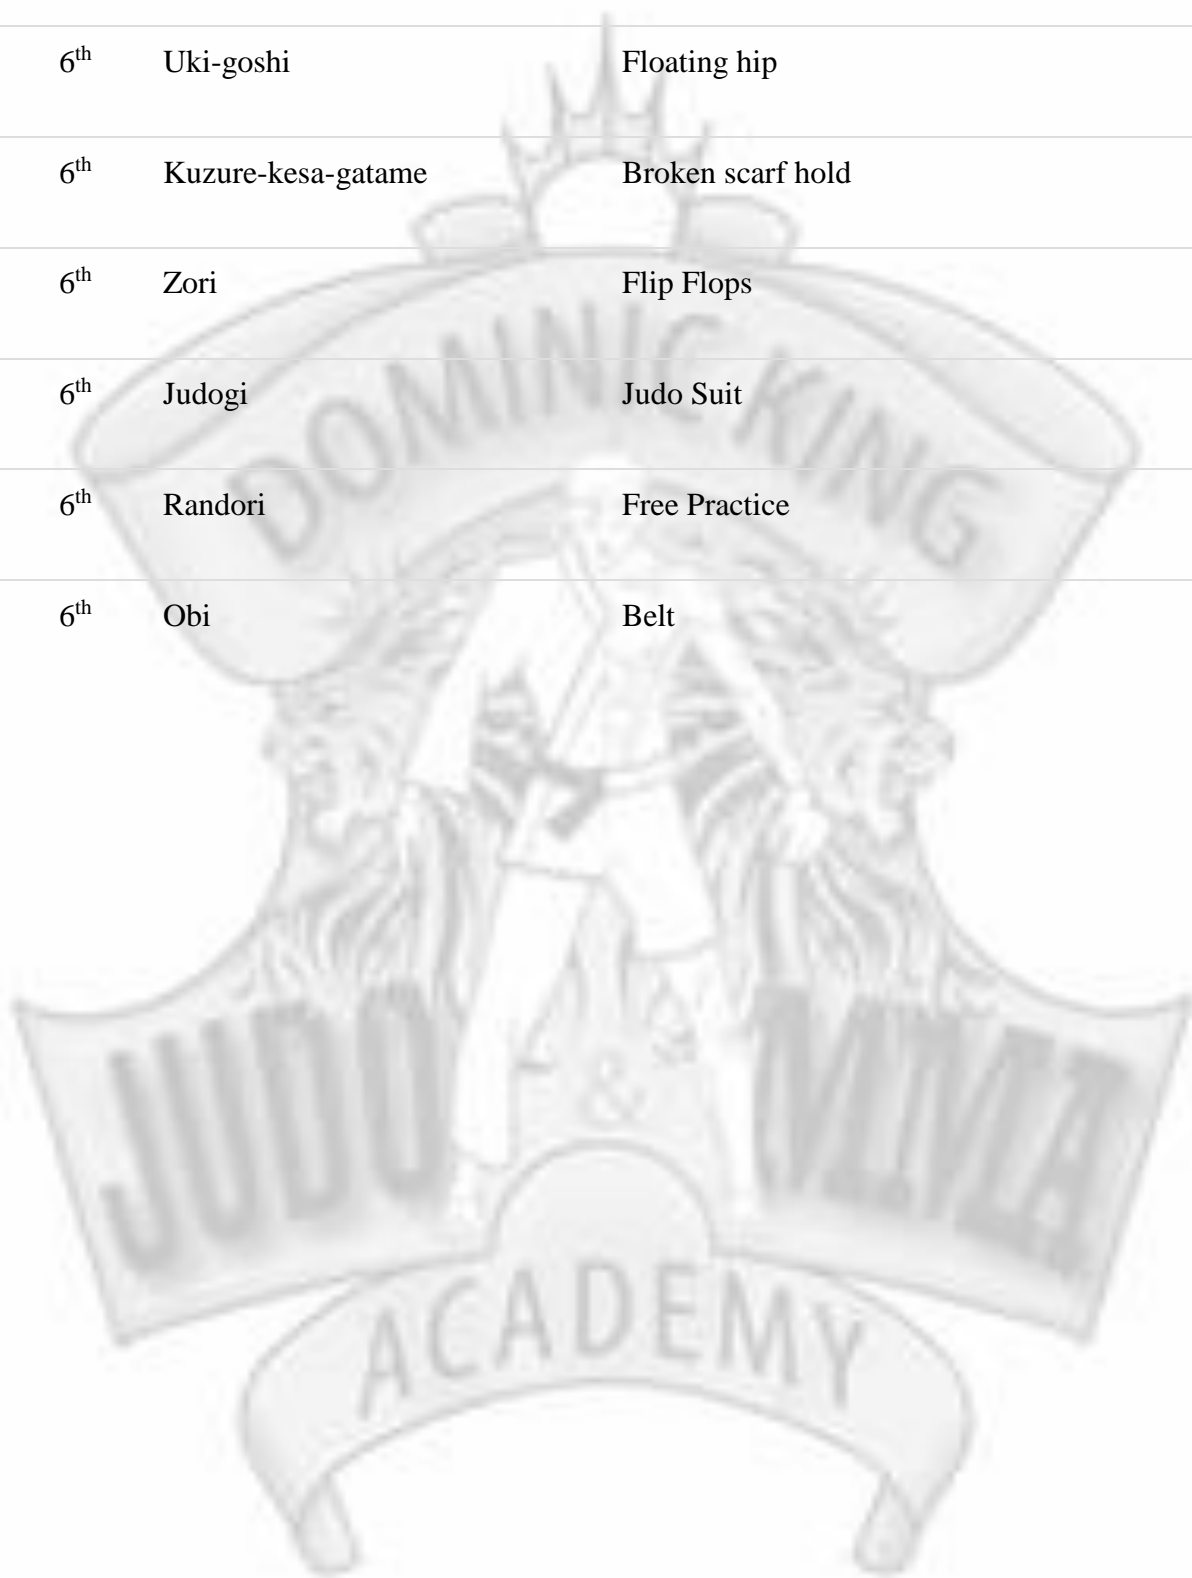 6th Uki-goshi Floating hip
6th Kuzure-kesa-gatame Broken scarf hold
6th Zori Flip Flops
6th Judogi Judo Suit
6th Randori Free Practice
6th Obi Belt
DOMINIC KING
JUDO & MMA
ACADEMY